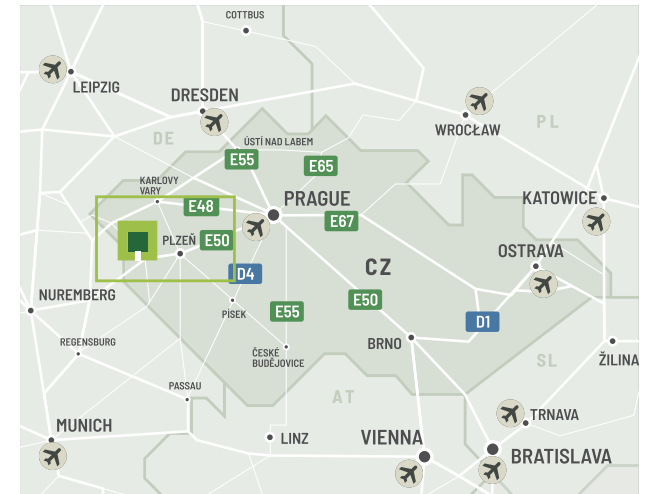 COTTBUS
LEIPZIG
DRESDEN
WROCŁAW
PL
DE
ÚSTÍ NAD LABEM
E55
E65
KARLOVY
VARY
E48
PRAGUE
E67
KATOWICE
PLZEŇ
E50
OSTRAVA
CZ
D4
NUREMBERG
PÍSEK
E55
E50
D1
REGENSBURG
ČESKÉ
BUDĚJOVICE
BRNO
SL
ŽILINA
PASSAU
AT
MUNICH
LINZ
VIENNA
TRNAVA
BRATISLAVA